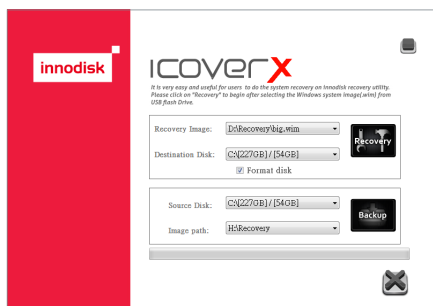 innodisk
ICOVER X
It is very easy and useful for users to do the system recovery on Innodisk recovery utility.
Please click on "Recovery" to begin after selecting the Windows system image(.wim) from
USB flash Drive.
Recovery Image: D:\Recovery\big.wim
Recovery
Destination Disk: C:\[227GB] / [54GB]
Format disk
Source Disk: C:\[227GB] / [54GB]
Backup
Image path: H:\Recovery